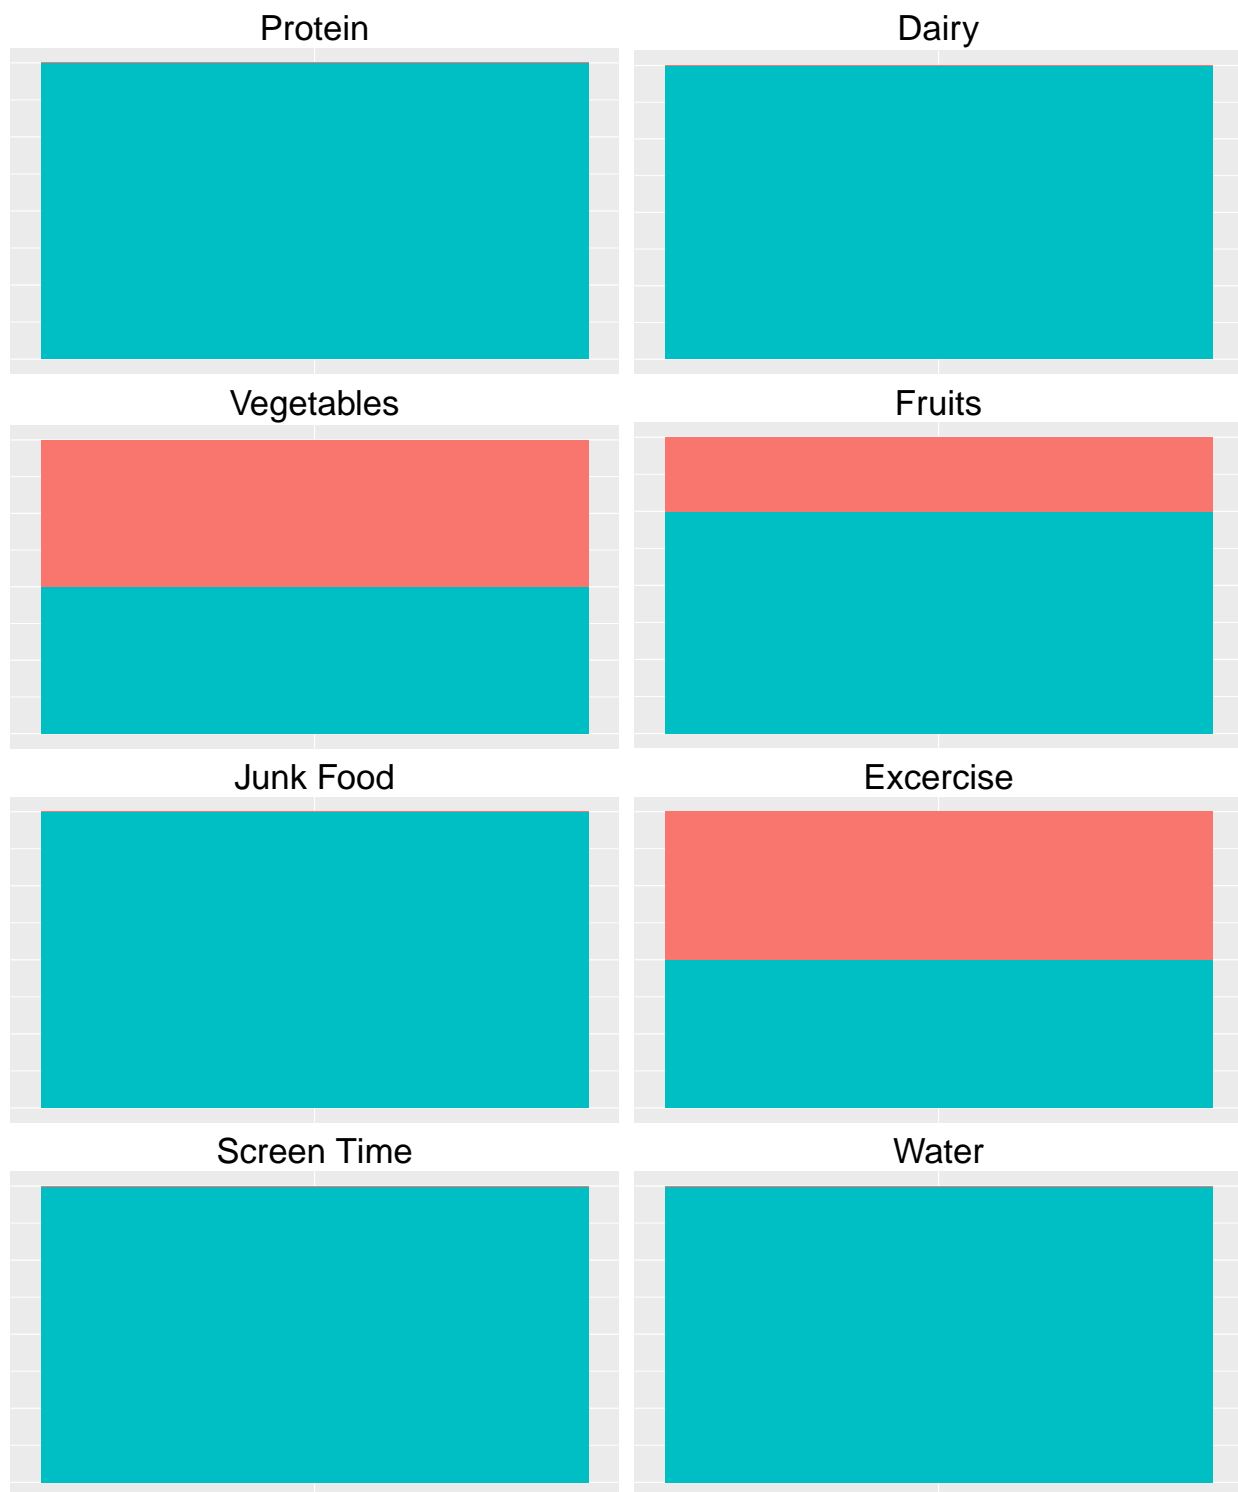 Protein
Dairy
Vegetables
Fruits
Junk Food
Excercise
Screen Time
Water